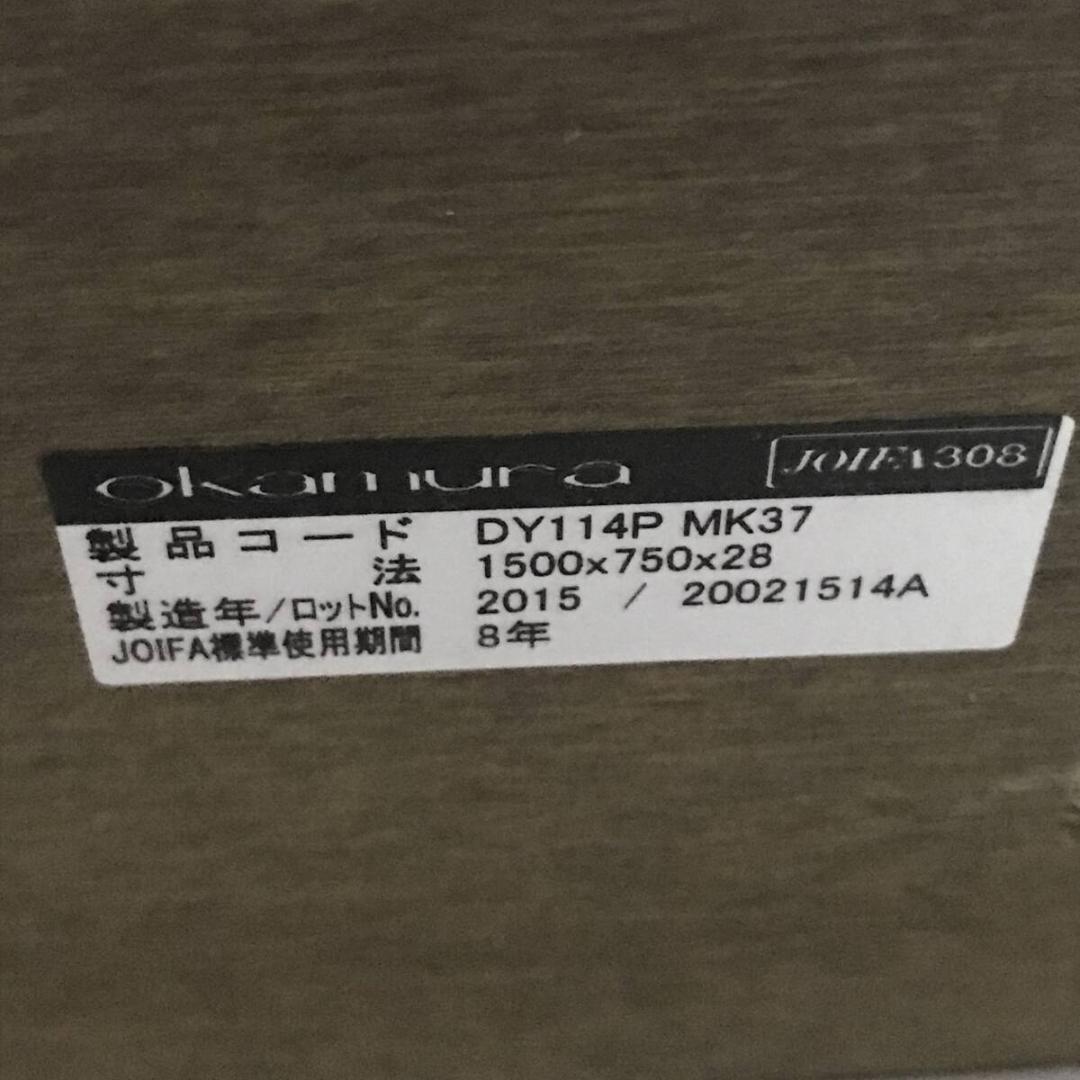 okamura JOIFA308
製品コード DY114P MK37
寸法 1500x750x28
製造年/ロットNo. 2015 / 20021514A
JOIFA標準使用期間 8年